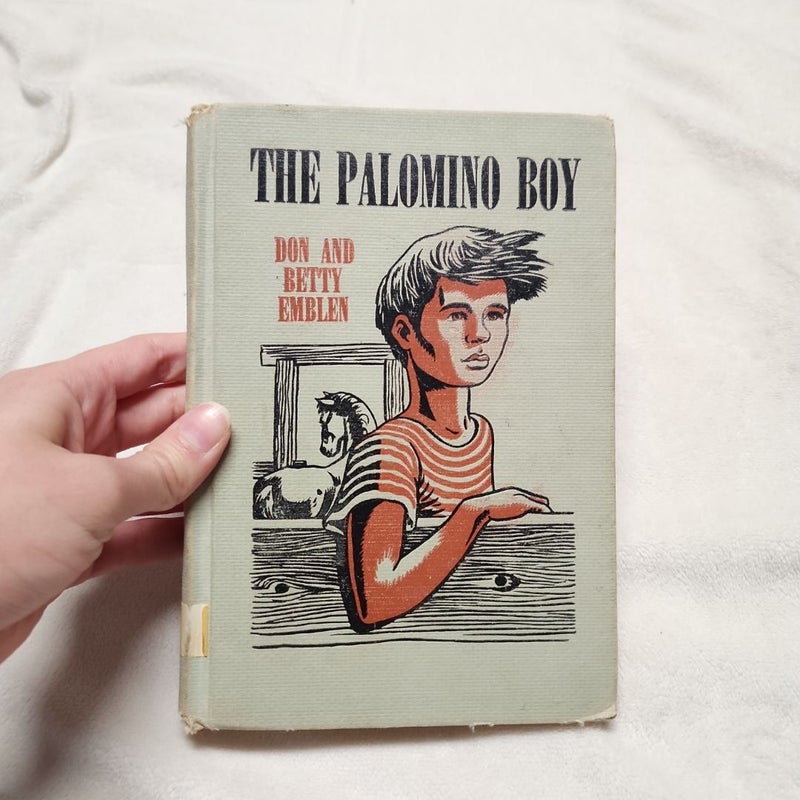 THE PALOMINO BOY
DON AND
BETTY
EMBLEN